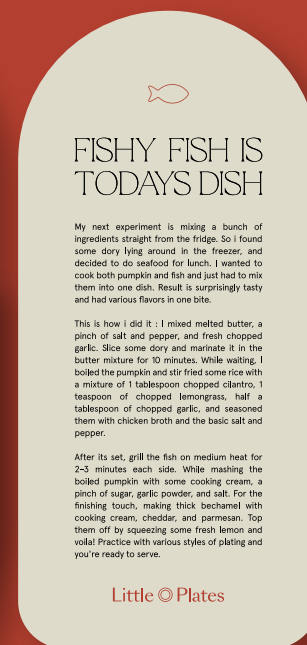 FISHY FISH IS
TODAYS DISH
My next experiment is mixing a bunch of
ingredients straight from the fridge. So i found
some dory lying around in the freezer, and
decided to do seafood for lunch. I wanted to
cook both pumpkin and fish and just had to mix
them into one dish. Result is surprisingly tasty
and had various flavors in one bite.
This is how i did it : I mixed melted butter, a
pinch of salt and pepper, and fresh chopped
garlic. Slice some dory and marinate it in the
butter mixture for 10 minutes. While waiting, I
boiled the pumpkin and stir fried some rice with
a mixture of 1 tablespoon chopped cilantro, 1
teaspoon of chopped lemongrass, half a
tablespoon of chopped garlic, and seasoned
them with chicken broth and the basic salt and
pepper.
After its set, grill the fish on medium heat for
2-3 minutes each side. While mashing the
boiled pumpkin with some cooking cream, a
pinch of sugar, garlic powder, and salt. For the
finishing touch, making thick bechamel with
cooking cream, cheddar, and parmesan. Top
them off by squeezing some fresh lemon and
voila! Practice with various styles of plating and
you're ready to serve.
Little Plates